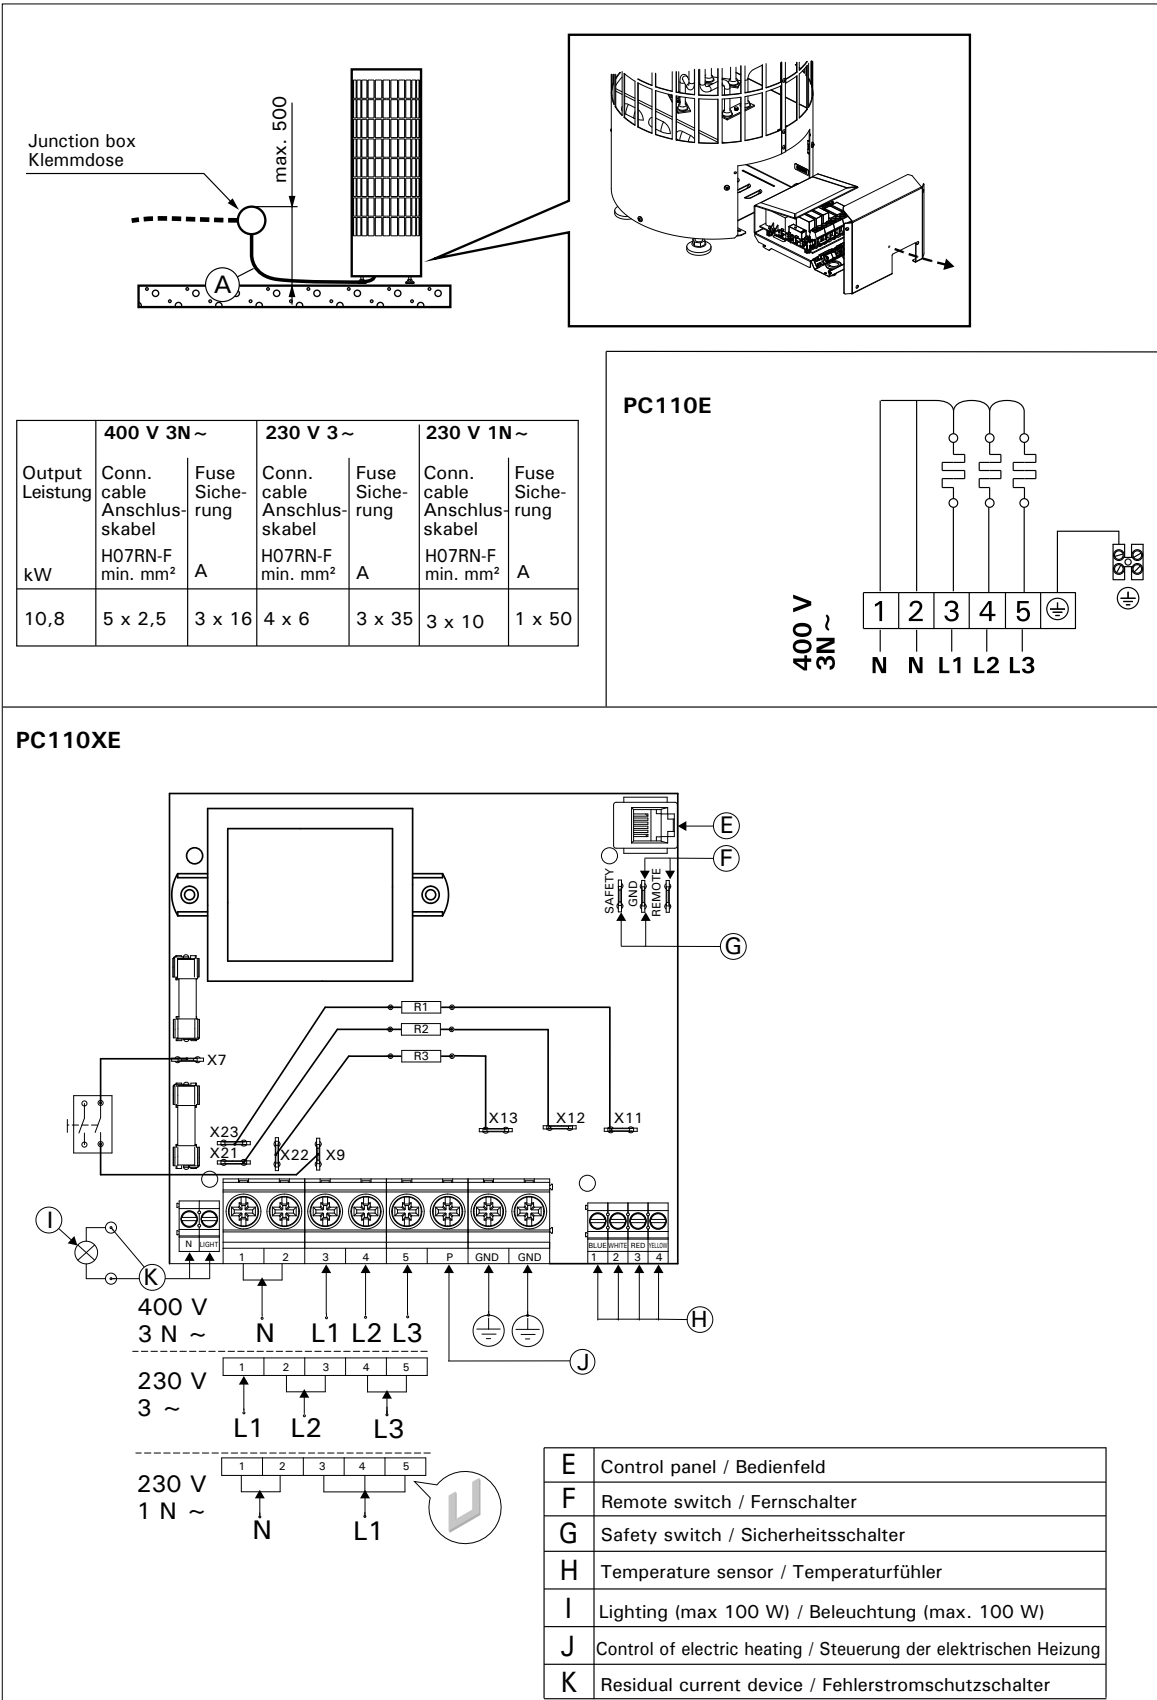 Junction box
Klemmdose
max. 500
A
400 V 3N~
230 V 3~
230 V 1N~
Output
Leistung
kW
Conn.
cable
Anschlus-
skabel
H07RN-F
min. mm²
Fuse
Siche-
rung
A
Conn.
cable
Anschlus-
skabel
H07RN-F
min. mm²
Fuse
Siche-
rung
A
Conn.
cable
Anschlus-
skabel
H07RN-F
min. mm²
Fuse
Siche-
rung
A
10,8 5 x 2,5 3 x 16 4 x 6 3 x 35 3 x 10 1 x 50
PC110E
400 V
3N~
1 2 3 4 5
N N L1 L2 L3
PC110XE
E
F
SAFETY
GND
REMOTE
G
R1
R2
R3
X7
X13 X12 X11
X23
X21 X22 X9
I
N LIGHT
K
1 2 3 4 5 P GND GND
BLUE WHITE RED YELLOW
1 2 3 4
400 V
3 N ~
N L1 L2 L3
H
J
230 V
3 ~
1 2 3 4 5
L1 L2 L3
230 V
1 N ~
1 2 3 4 5
N L1
E Control panel / Bedienfeld
F Remote switch / Fernschalter
G Safety switch / Sicherheitsschalter
H Temperature sensor / Temperaturfühler
I Lighting (max 100 W) / Beleuchtung (max. 100 W)
J Control of electric heating / Steuerung der elektrischen Heizung
K Residual current device / Fehlerstromschutzschalter